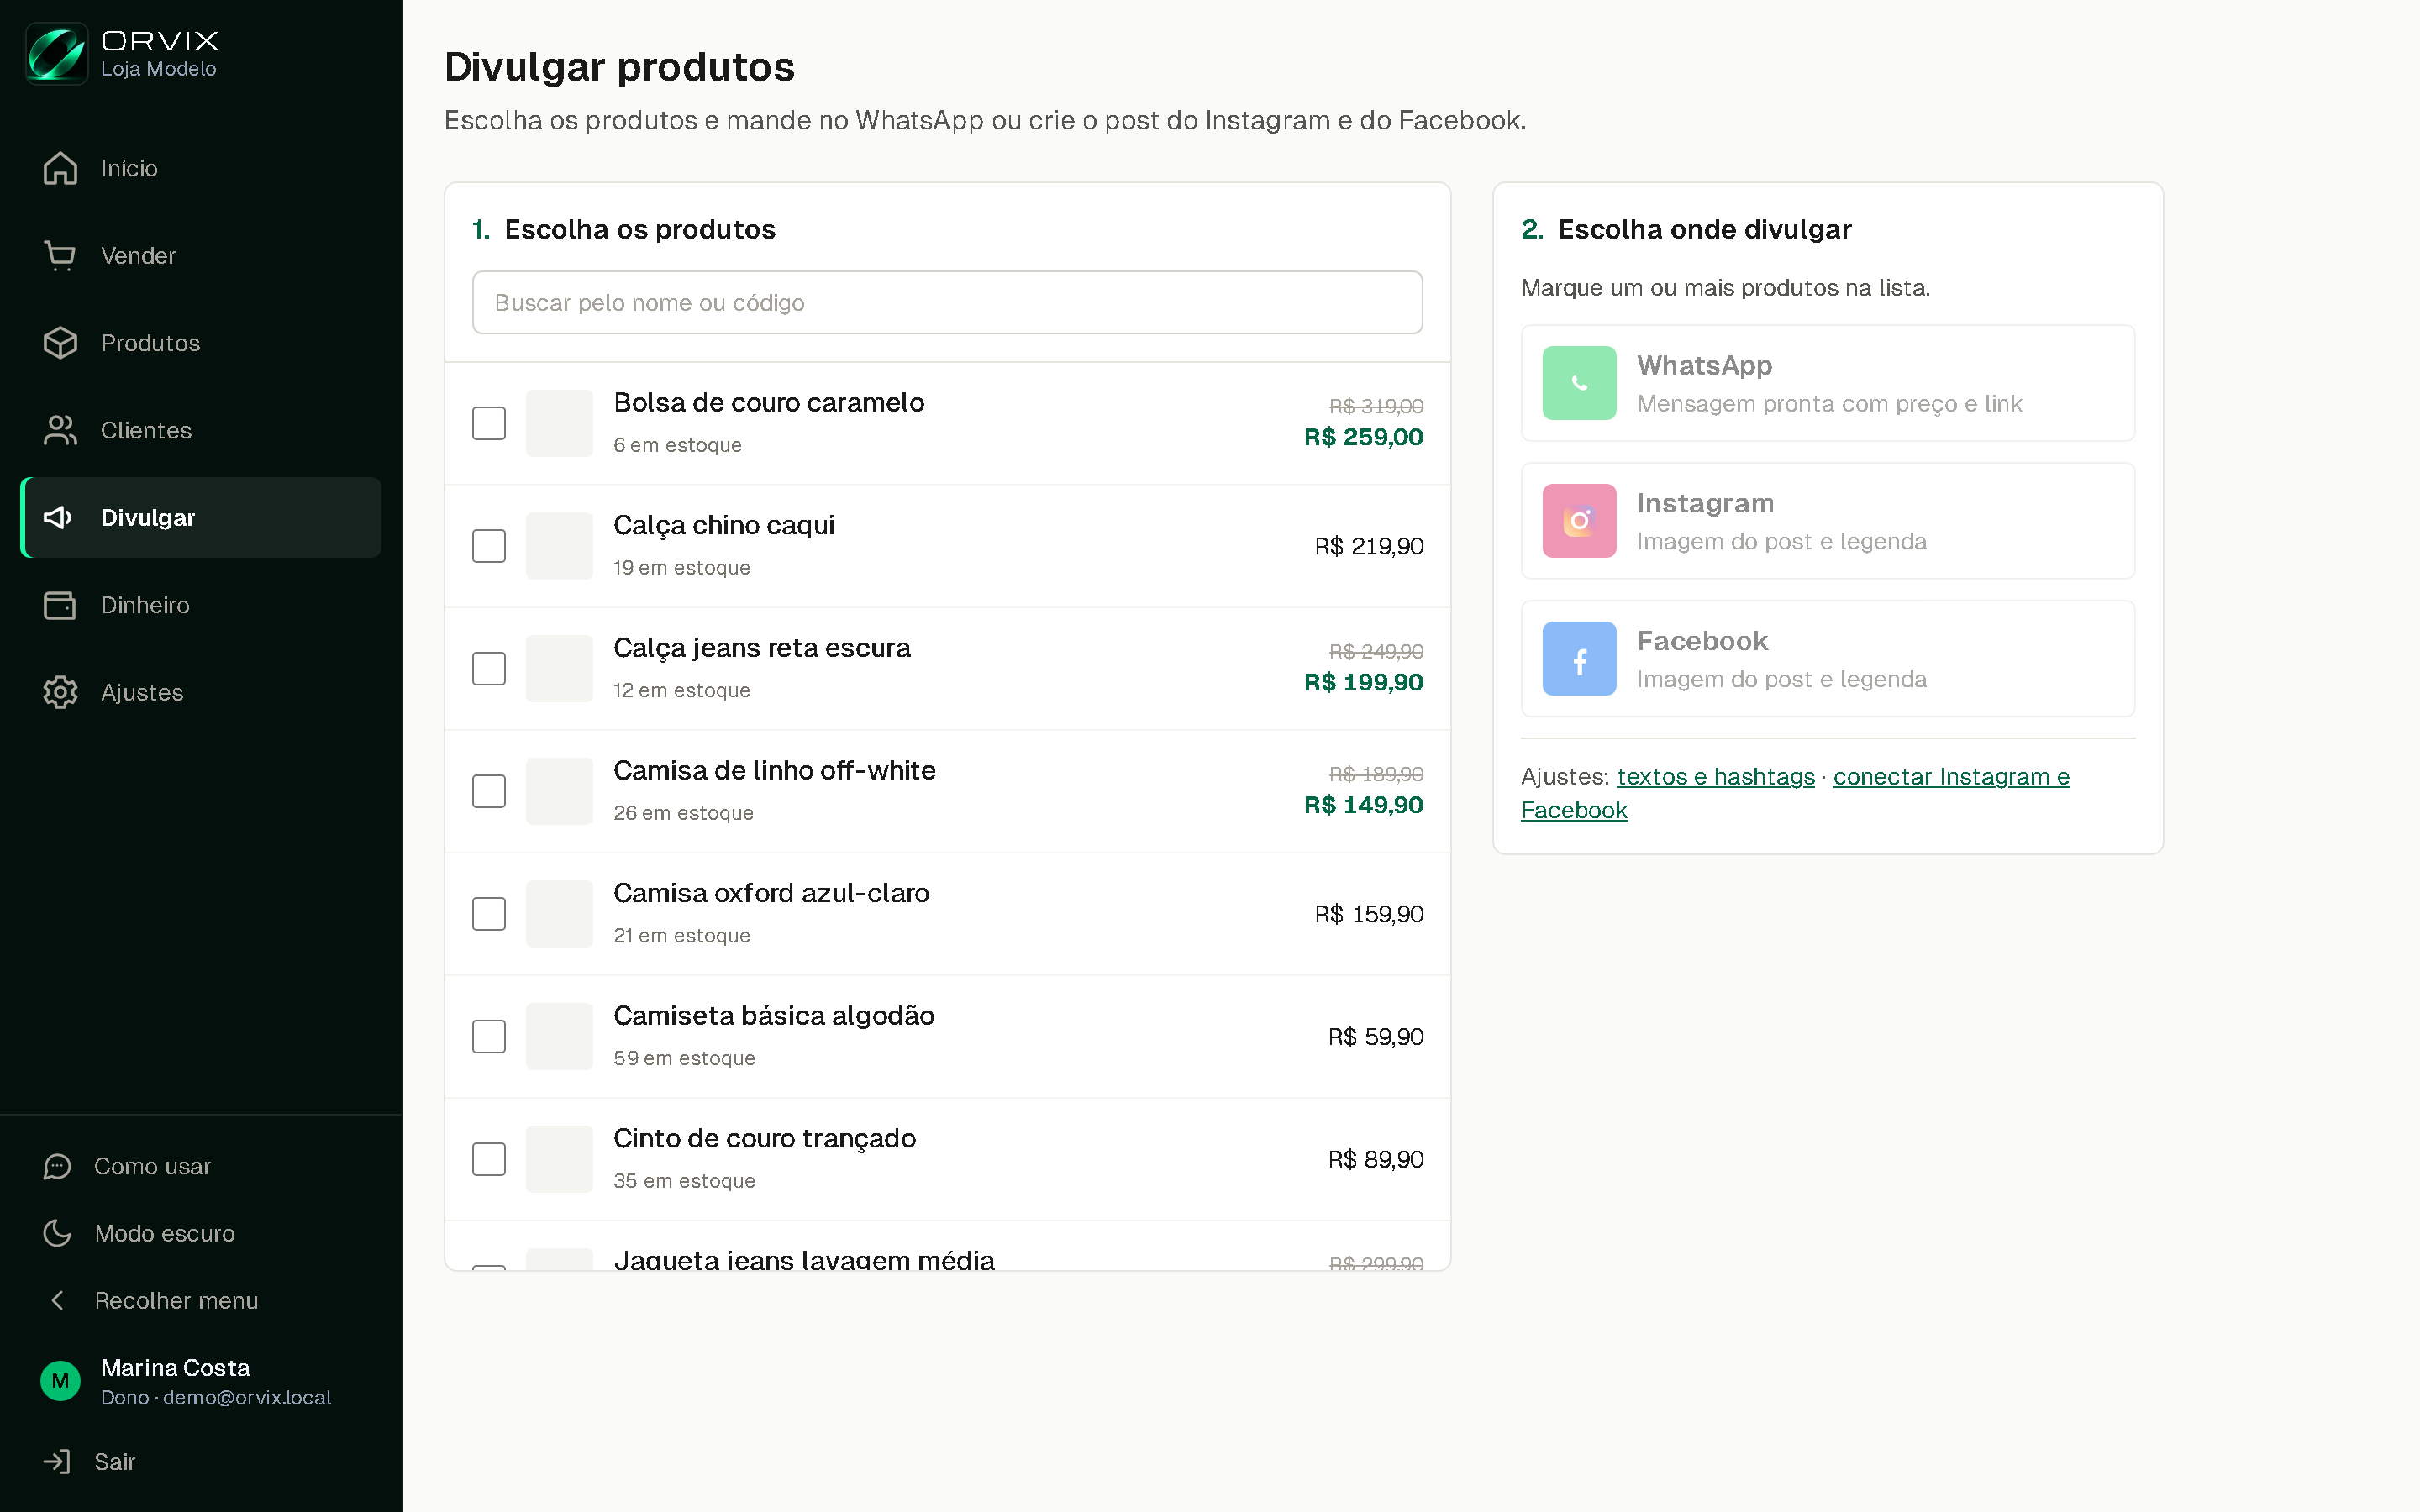 ORVIX
Loja Modelo
Início
Vender
Produtos
Clientes
Divulgar
Dinheiro
Ajustes
Como usar
Modo escuro
Recolher menu
M
Marina Costa
Dono · demo@orvix.local
Sair
Divulgar produtos
Escolha os produtos e mande no WhatsApp ou crie o post do Instagram e do Facebook.
1. Escolha os produtos
Buscar pelo nome ou código
Bolsa de couro caramelo
6 em estoque
R$ 319,00
R$ 259,00
Calça chino caqui
19 em estoque
R$ 219,90
Calça jeans reta escura
12 em estoque
R$ 249,90
R$ 199,90
Camisa de linho off-white
26 em estoque
R$ 189,90
R$ 149,90
Camisa oxford azul-claro
21 em estoque
R$ 159,90
Camiseta básica algodão
59 em estoque
R$ 59,90
Cinto de couro trançado
35 em estoque
R$ 89,90
Jaqueta jeans lavagem média
R$ 299,90
2. Escolha onde divulgar
Marque um ou mais produtos na lista.
WhatsApp
Mensagem pronta com preço e link
Instagram
Imagem do post e legenda
Facebook
Imagem do post e legenda
Ajustes: textos e hashtags · conectar Instagram e
Facebook